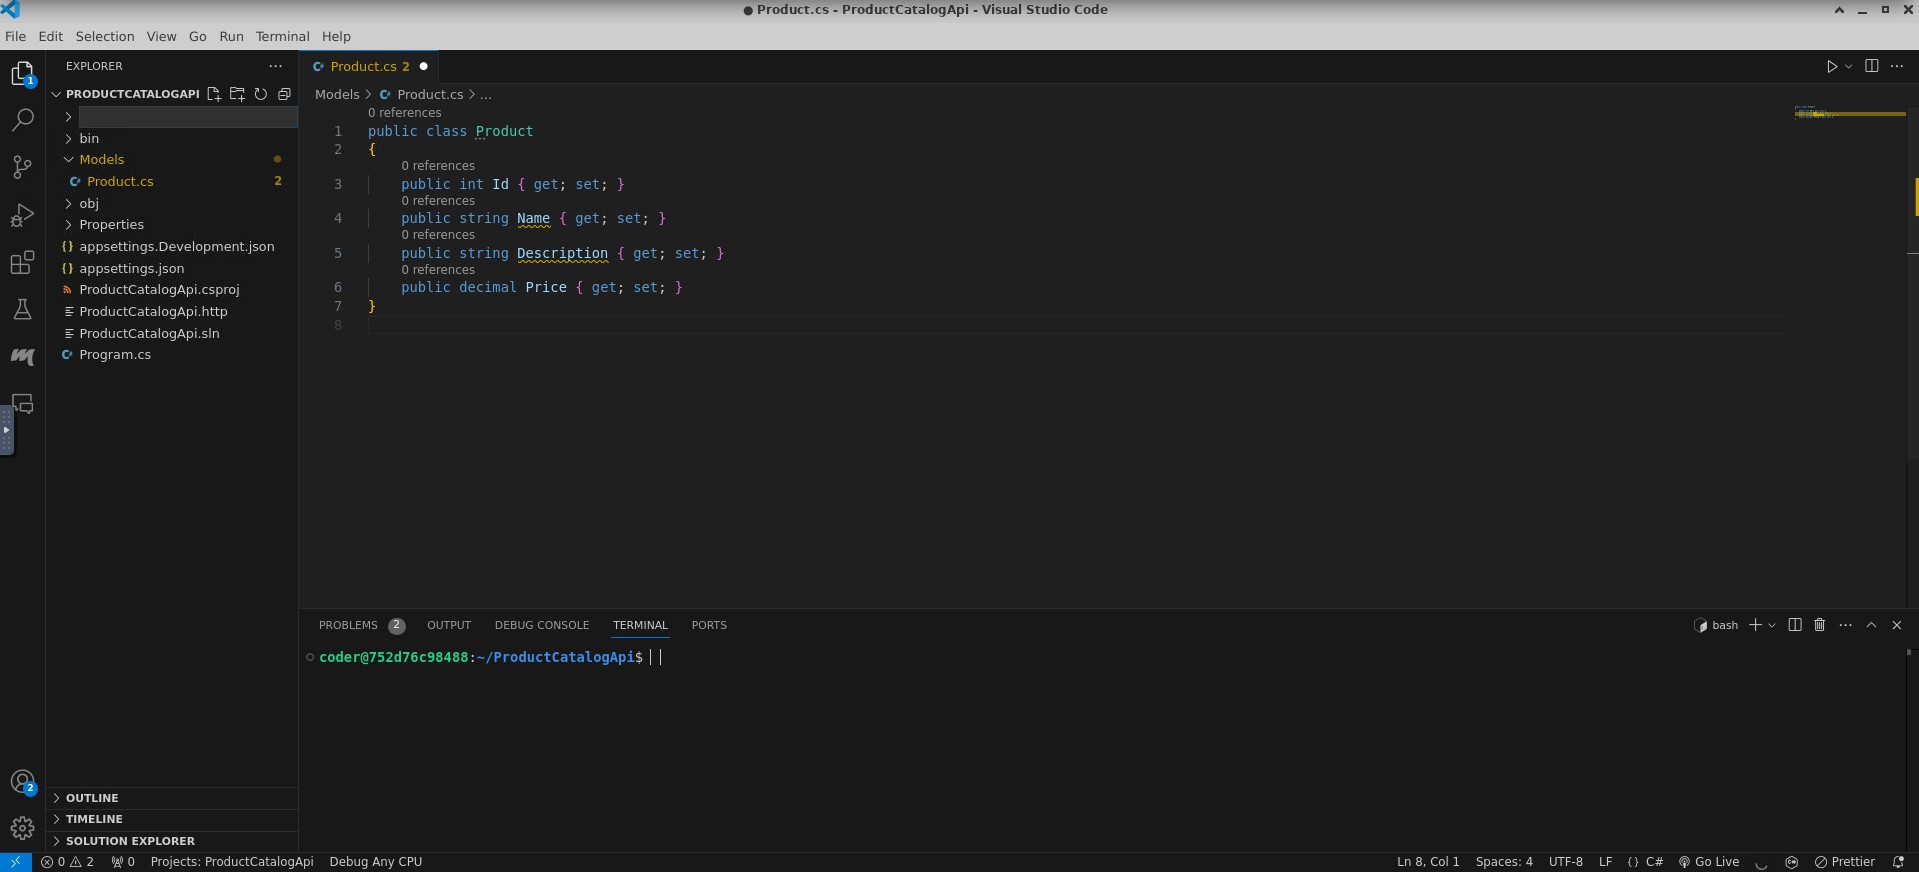 ● Product.cs - ProductCatalogApi - Visual Studio Code
File Edit Selection View Go Run Terminal Help
1
EXPLORER
PRODUCTCATALOGAPI
bin
Models
Product.cs 2
obj
Properties
{} appsettings.Development.json
{} appsettings.json
ProductCatalogApi.csproj
ProductCatalogApi.http
ProductCatalogApi.sln
C# Program.cs
OUTLINE
TIMELINE
SOLUTION EXPLORER
2
C# Product.cs 2 ●
Models > C# Product.cs > ...
0 references
1 public class Product
2 {
0 references
3 public int Id { get; set; }
0 references
4 public string Name { get; set; }
0 references
5 public string Description { get; set; }
0 references
6 public decimal Price { get; set; }
7 }
8
PROBLEMS 2 OUTPUT DEBUG CONSOLE TERMINAL PORTS
bash
coder@752d76c98488:~/ProductCatalogApi$
0 2 0 Projects: ProductCatalogApi Debug Any CPU
Ln 8, Col 1 Spaces: 4 UTF-8 LF {} C# Go Live Prettier